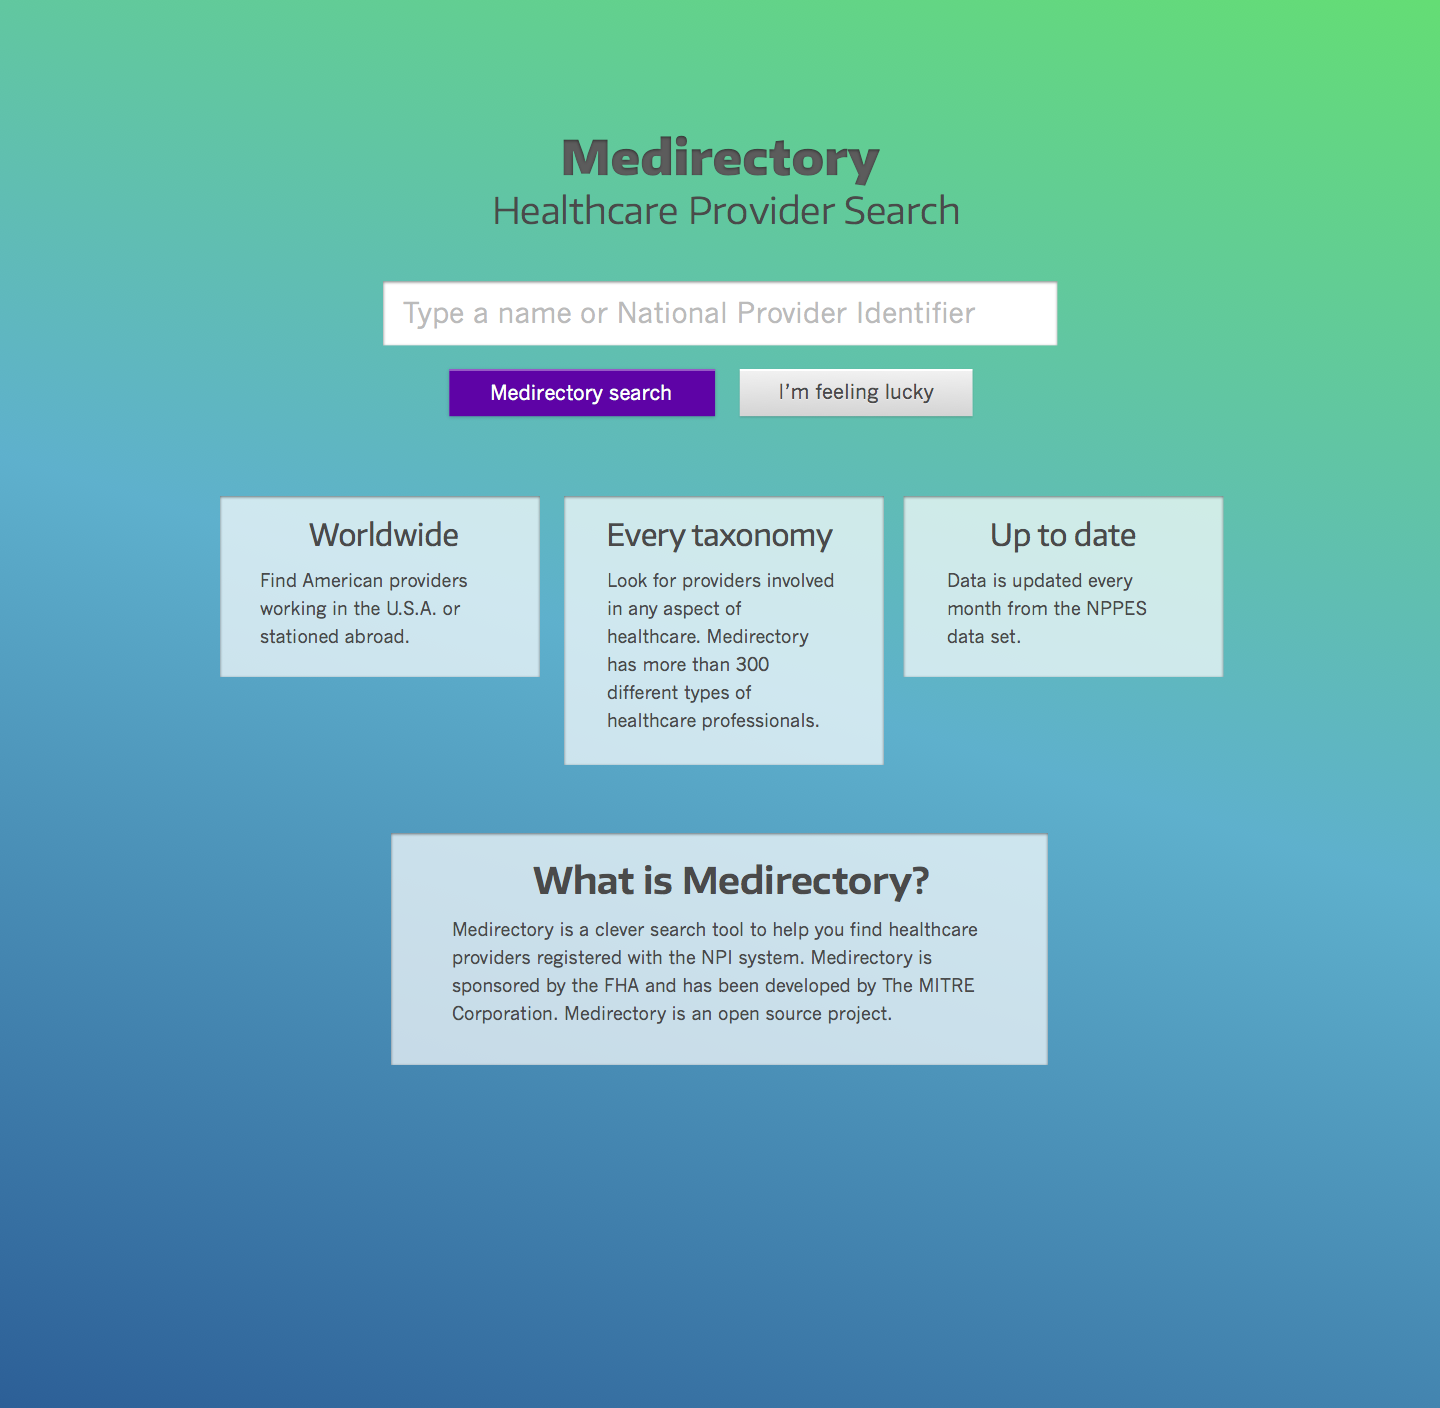 Medirectory
Healthcare Provider Search
Type a name or National Provider Identifier
Medirectory search
I’m feeling lucky
Worldwide
Find American providers
working in the U.S.A. or
stationed abroad.
Every taxonomy
Look for providers involved
in any aspect of
healthcare. Medirectory
has more than 300
different types of
healthcare professionals.
Up to date
Data is updated every
month from the NPPES
data set.
What is Medirectory?
Medirectory is a clever search tool to help you find healthcare
providers registered with the NPI system. Medirectory is
sponsored by the FHA and has been developed by The MITRE
Corporation. Medirectory is an open source project.